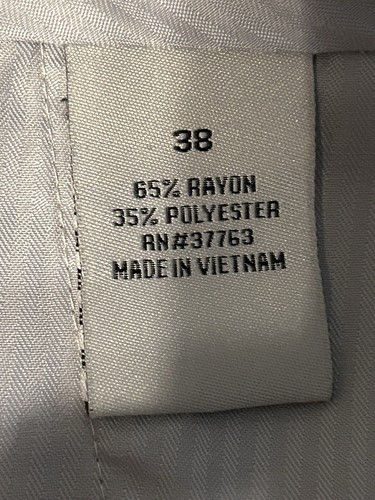 38
65% RAYON
35% POLYESTER
RN#37763
MADE IN VIETNAM